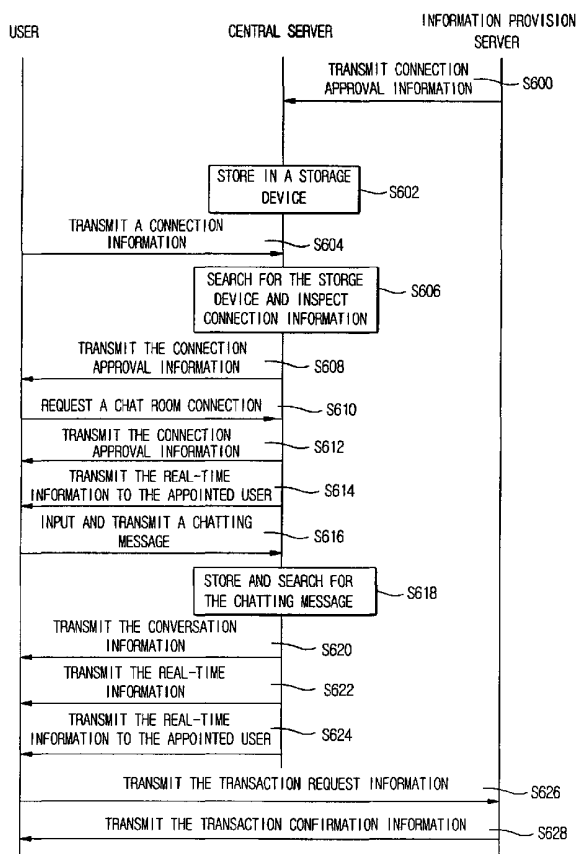 USER
CENTRAL SERVER
INFORMATION PROVISION
SERVER
TRANSMIT CONNECTION
APPROVAL INFORMATION
S600
STORE IN A STORAGE
DEVICE
S602
TRANSMIT A CONNECTION
INFORMATION
S604
SEARCH FOR THE STORGE
DEVICE AND INSPECT
CONNECTION INFORMATION
S606
TRANSMIT THE CONNECTION
APPROVAL INFORMATION
S608
REQUEST A CHAT ROOM CONNECTION
S610
TRANSMIT THE CONNECTION
APPROVAL INFORMATION
S612
TRANSMIT THE REAL-TIME
INFORMATION TO THE APPOINTED USER
S614
INPUT AND TRANSMIT A CHATTING
MESSAGE
S616
STORE AND SEARCH FOR
THE CHATTING MESSAGE
S618
TRANSMIT THE CONVERSATION
INFORMATION
S620
TRANSMIT THE REAL-TIME
INFORMATION
S622
TRANSMIT THE REAL-TIME
INFORMATION TO THE APPOINTED USER
S624
TRANSMIT THE TRANSACTION REQUEST INFORMATION
S626
TRANSMIT THE TRANSACTION CONFIRMATION INFORMATION
S628